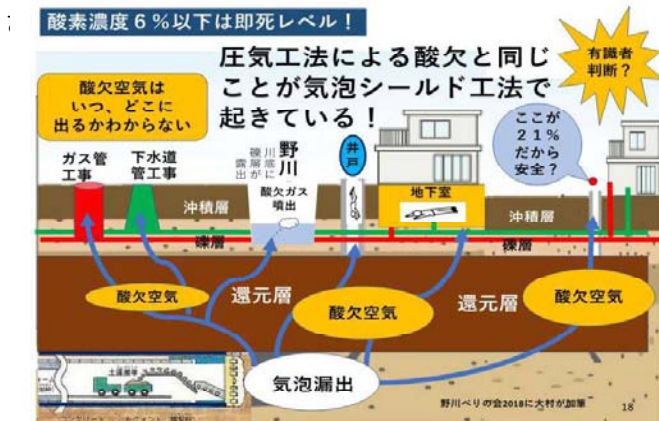 酸素濃度６％以下は即死レベル！
圧気工法による酸欠と同じ
ことが気泡シールド工法で
起きている！
有識者
判断？
酸欠空気は
いつ、どこに
出るかわからない
ここが
２１％
だから
安全？
ガス管
工事
下水道
管工事
川底に
礫層が
露出
野川
酸欠ガス
噴出
井戸
地下室
沖積層
沖積層
礫層
礫層
酸欠空気
還元層
酸欠空気
還元層
酸欠空気
気泡漏出
野川べりの会2018に大村が加筆
18